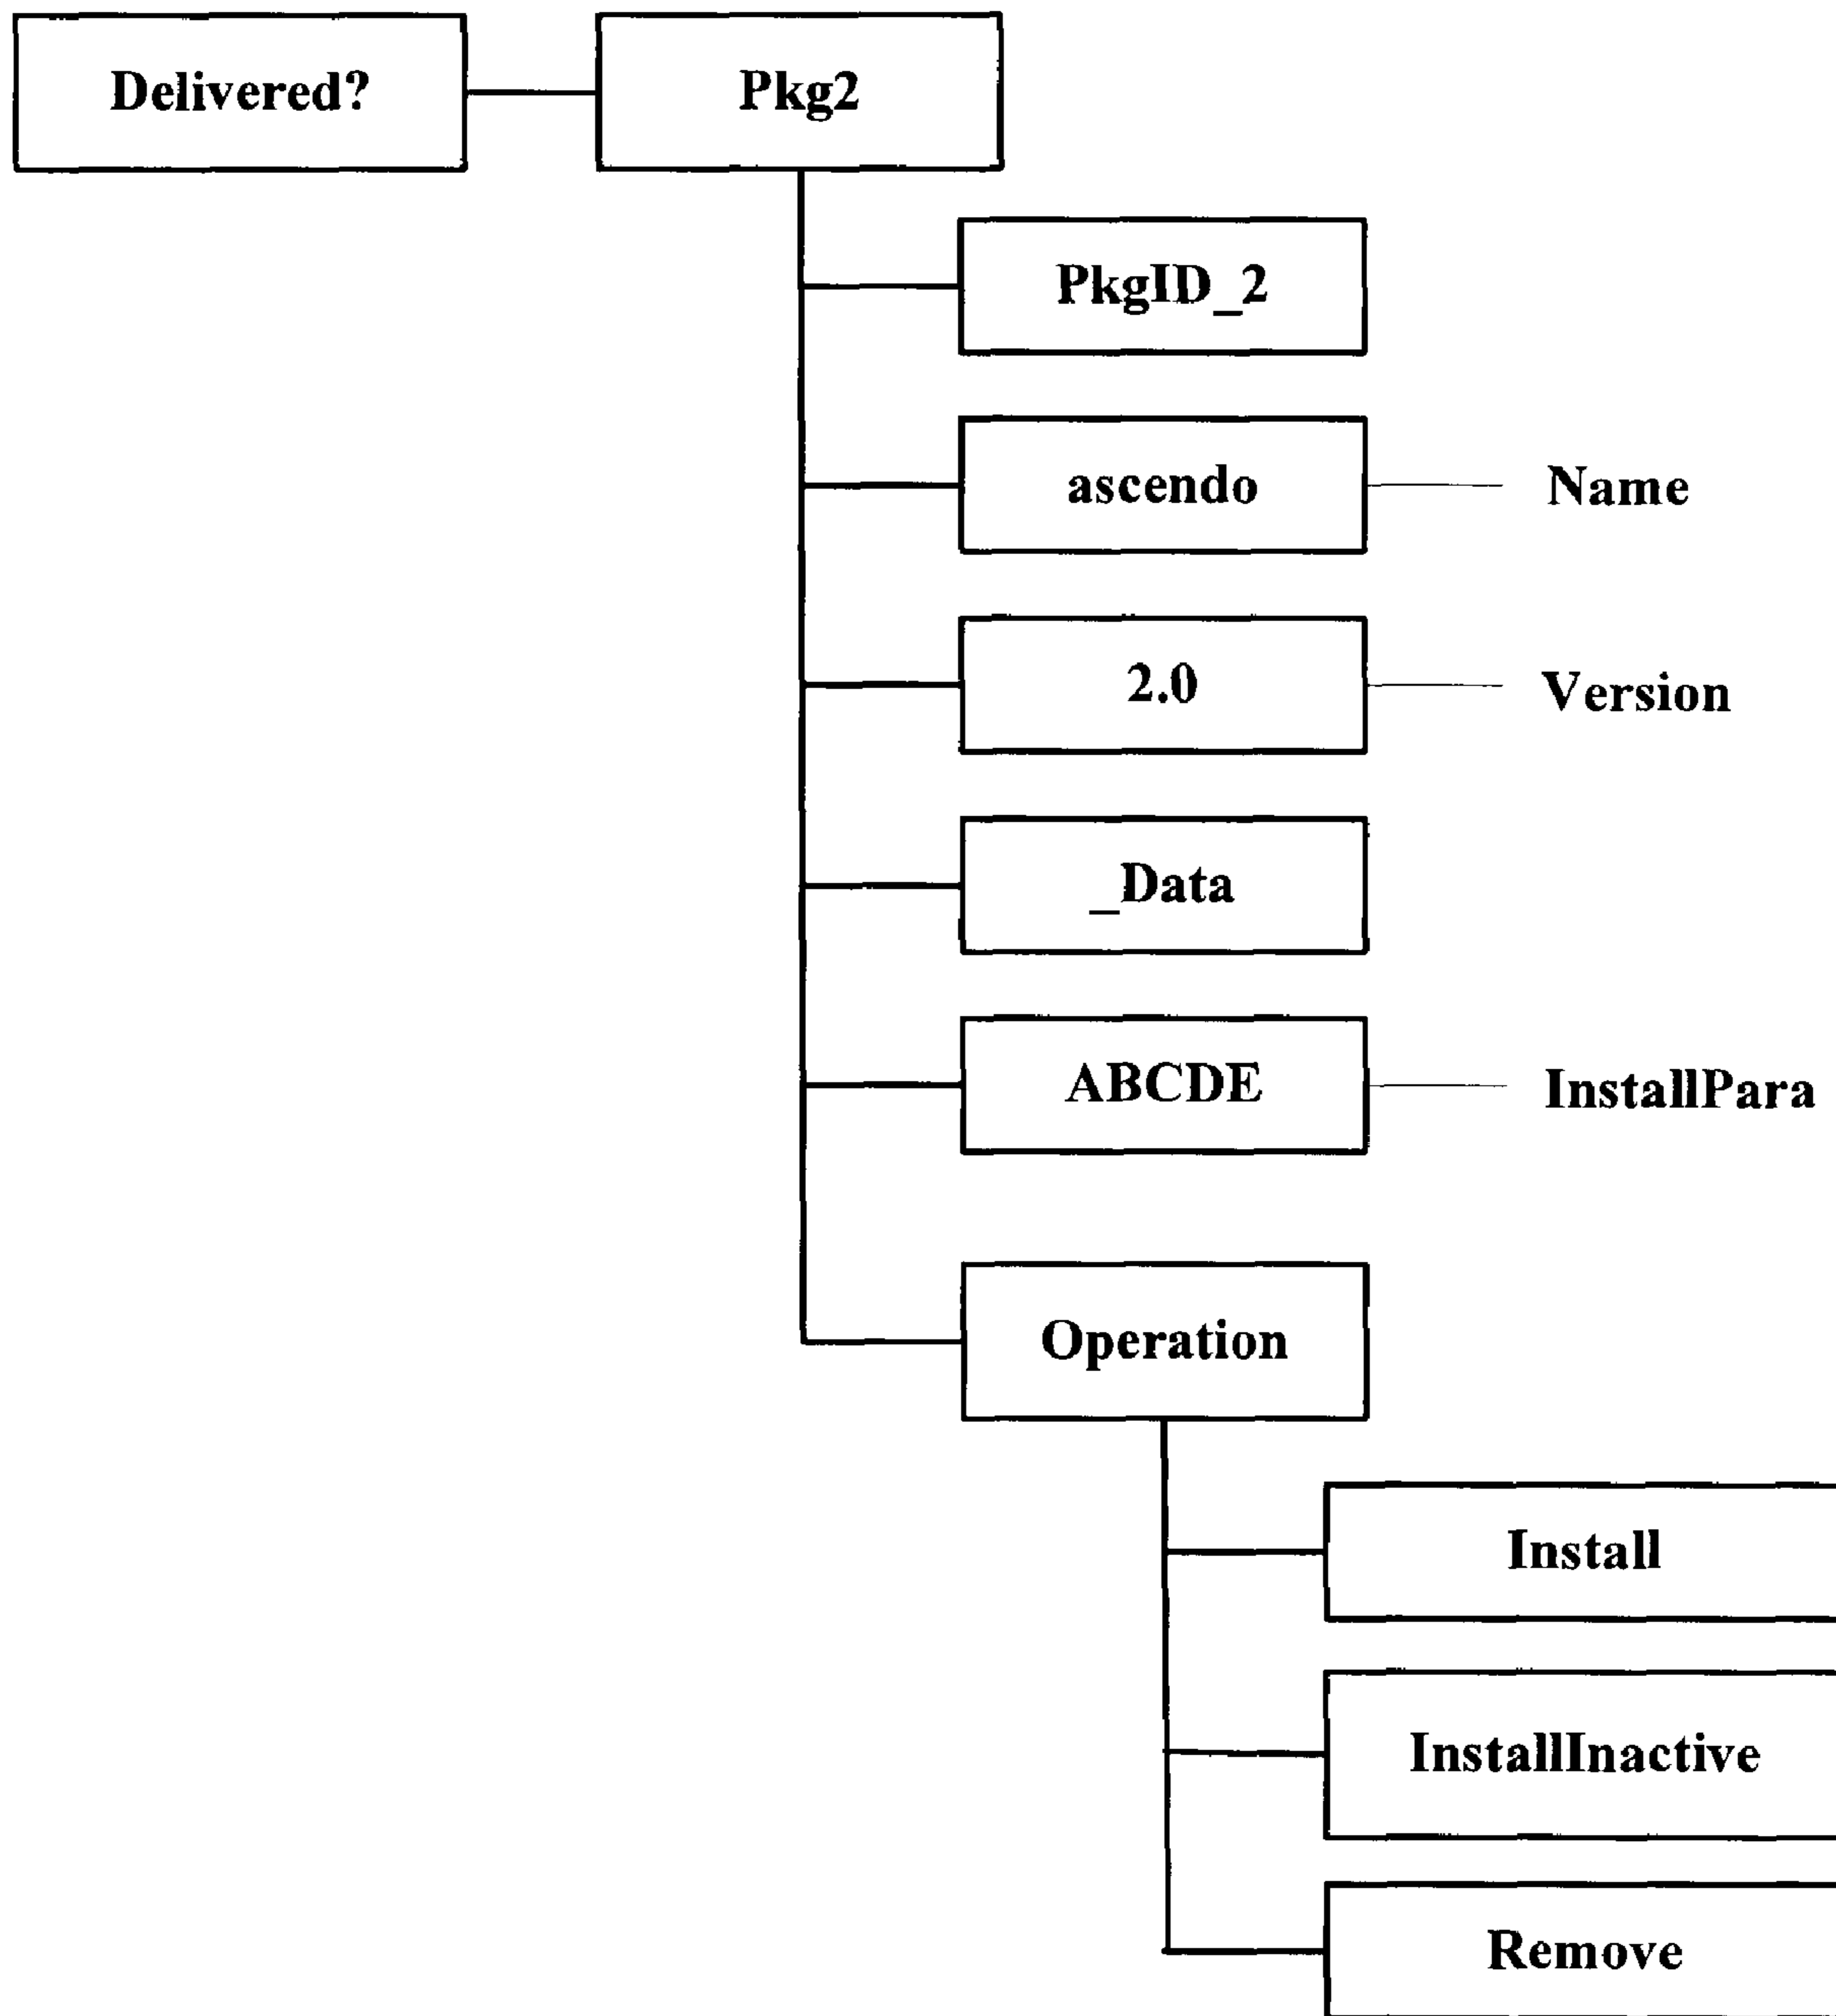 Delivered?
Pkg2
PkgID_2
ascendo
Name
2.0
Version
_Data
ABCDE
InstallPara
Operation
Install
InstallInactive
Remove